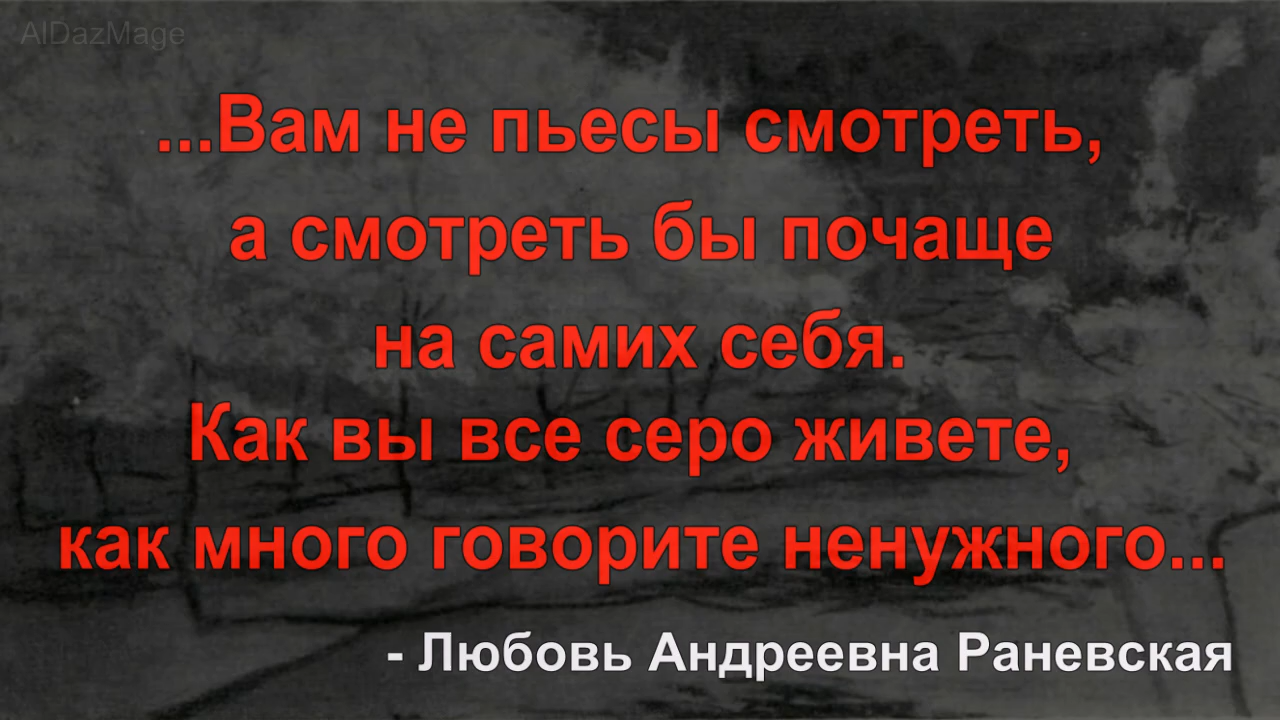 AlDazMage
...Вам не пьесы смотреть,
а смотреть бы почаще
на самих себя.
Как вы все серо живете,
как много говорите ненужного...
- Любовь Андреевна Раневская